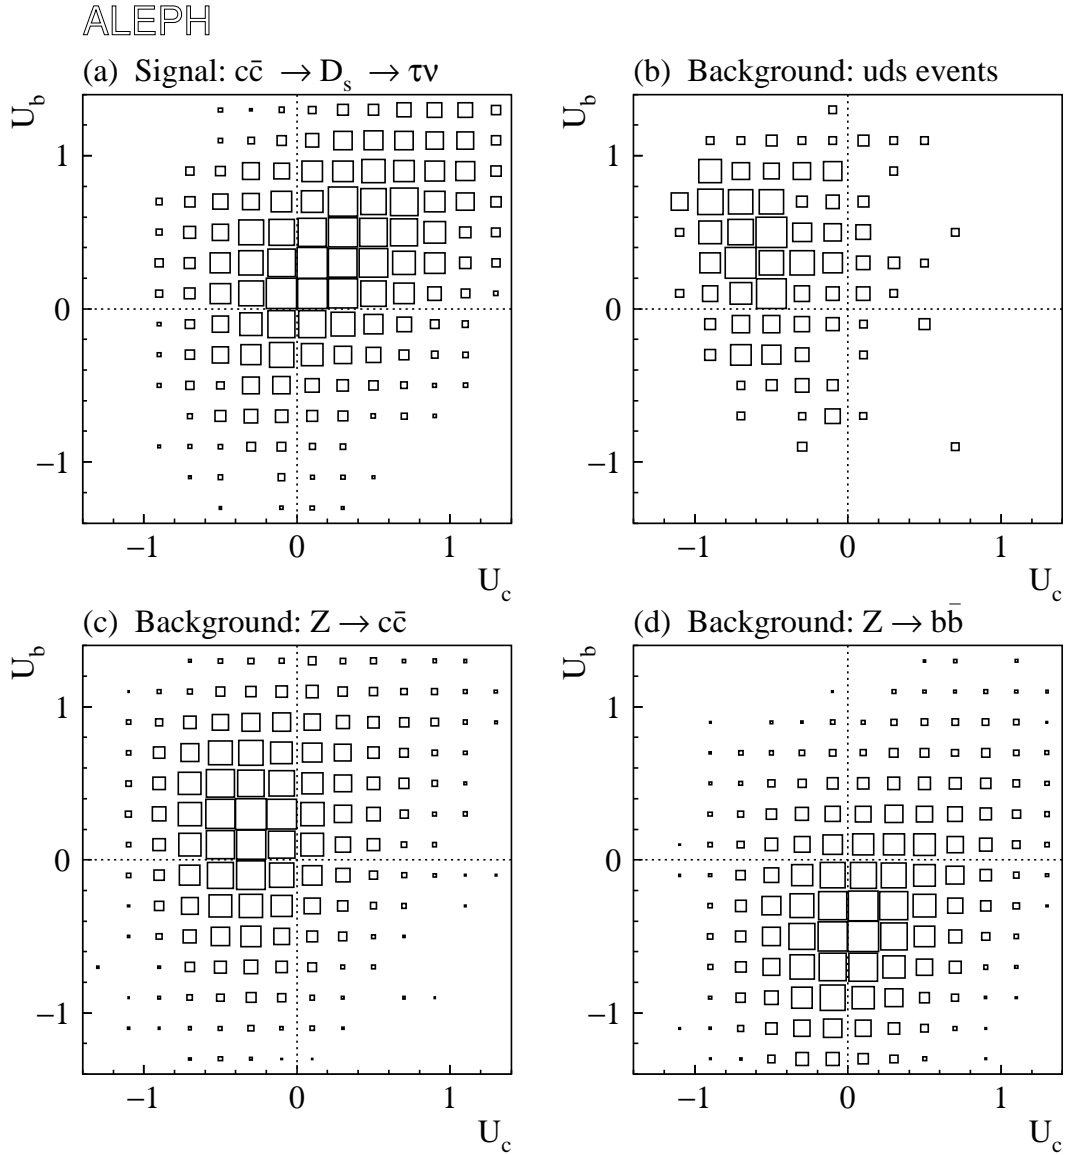 ALEPH
(a) Signal: cc̄ → D_s → τν
(b) Background: uds events
U_b
1
0
−1
−1 0 1
U_c
U_b
1
0
−1
−1 0 1
U_c
(c) Background: Z → cc̄
(d) Background: Z → bb̄
U_b
1
0
−1
−1 0 1
U_c
U_b
1
0
−1
−1 0 1
U_c